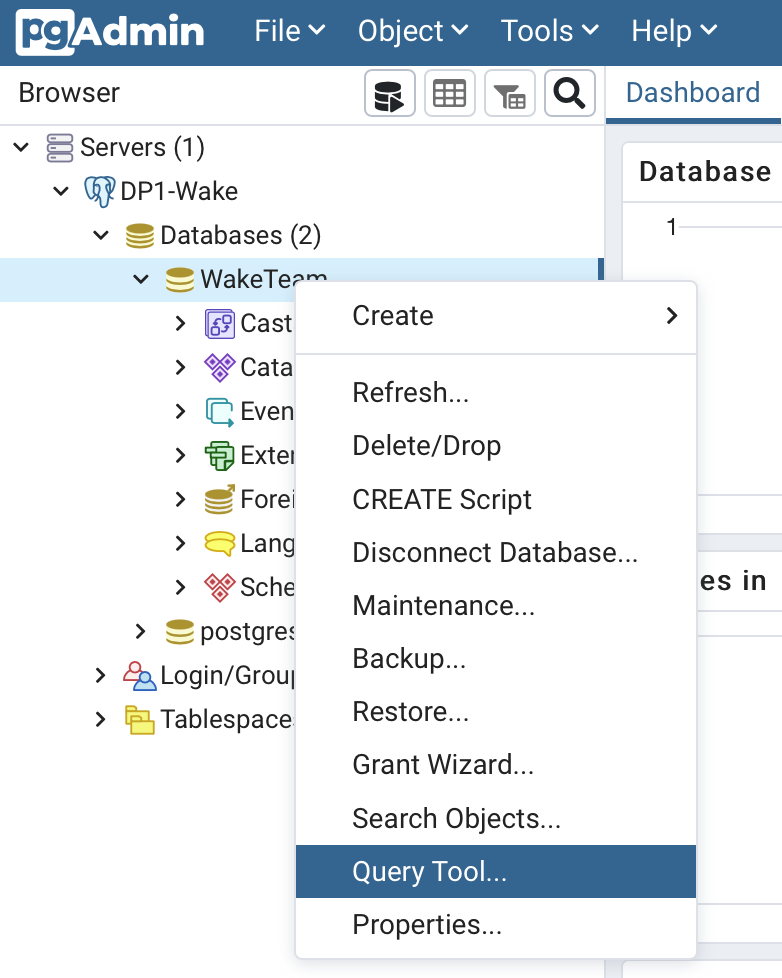 pgAdmin File Object Tools Help
Browser
Dashboard
Servers (1)
DP1-Wake
Databases (2)
WakeTeam
Cast
Cata
Even
Exter
Forei
Lang
Sche
postgres
Login/Group
Tablespace
Create
Refresh...
Delete/Drop
CREATE Script
Disconnect Database...
Maintenance...
Backup...
Restore...
Grant Wizard...
Search Objects...
Query Tool...
Properties...
Database
1
es in